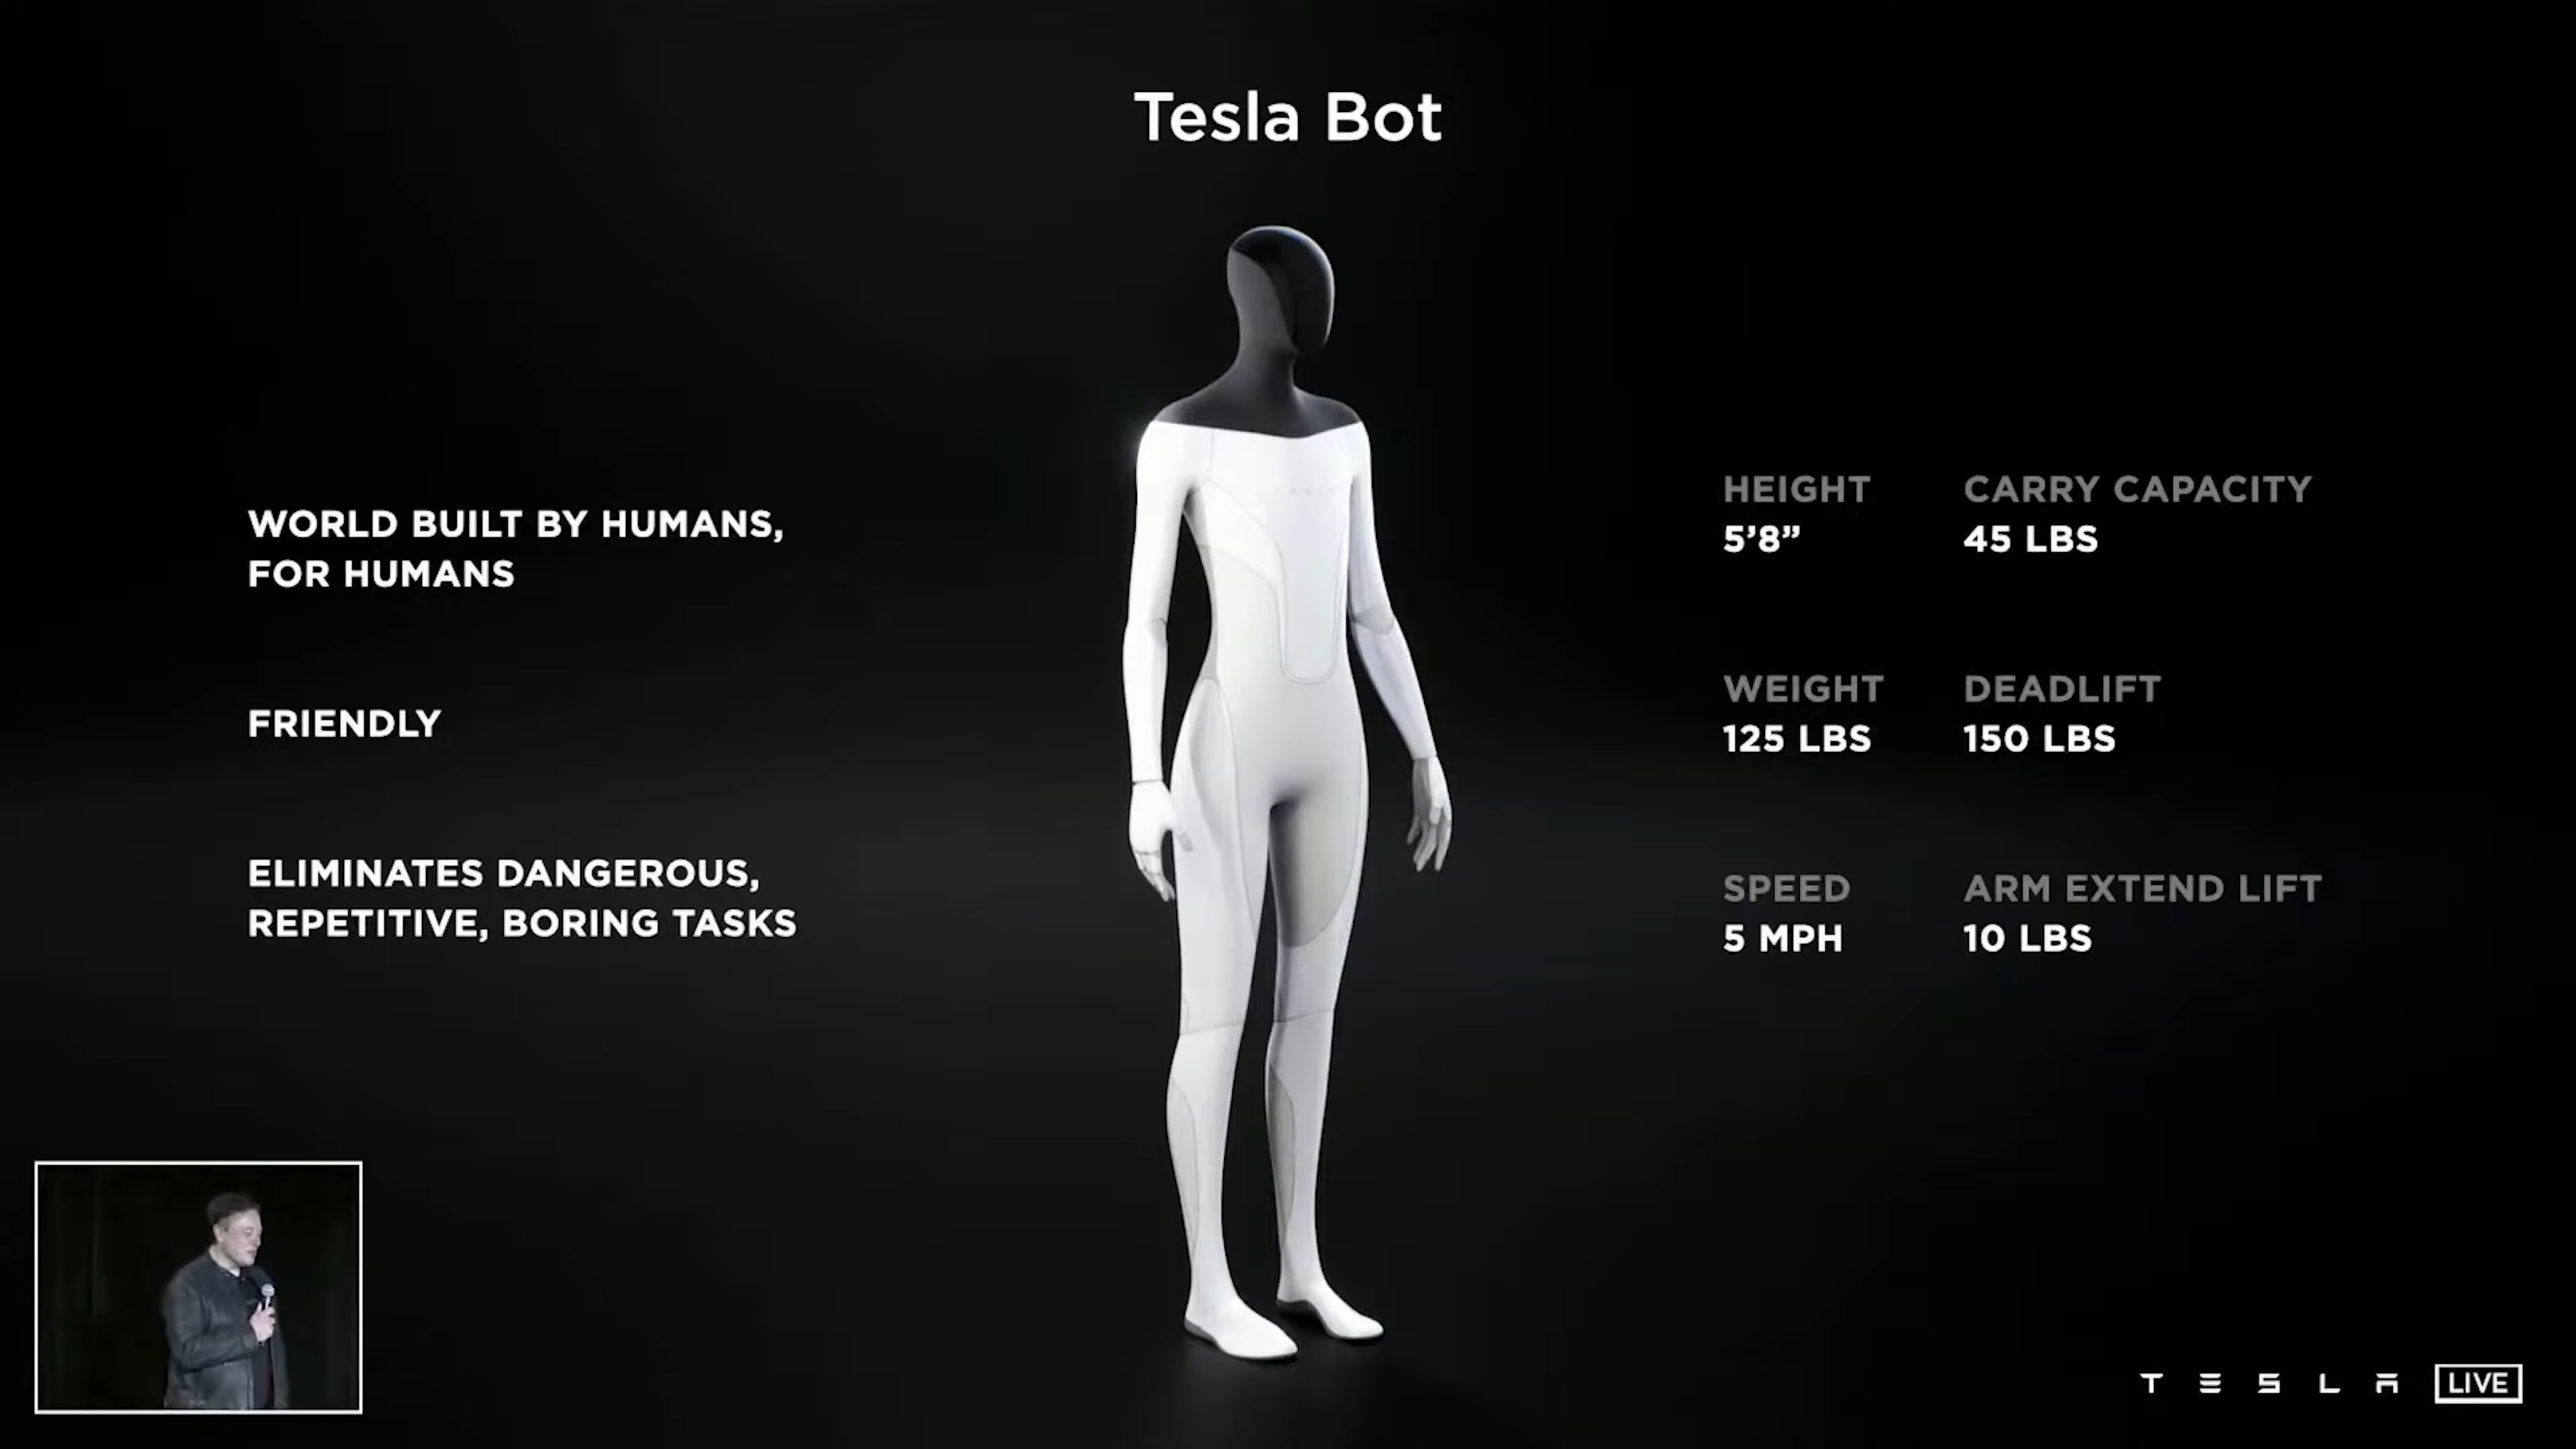 Tesla Bot
WORLD BUILT BY HUMANS,
FOR HUMANS
FRIENDLY
ELIMINATES DANGEROUS,
REPETITIVE, BORING TASKS
HEIGHT
5’8”
CARRY CAPACITY
45 LBS
WEIGHT
125 LBS
DEADLIFT
150 LBS
SPEED
5 MPH
ARM EXTEND LIFT
10 LBS
TESLA LIVE